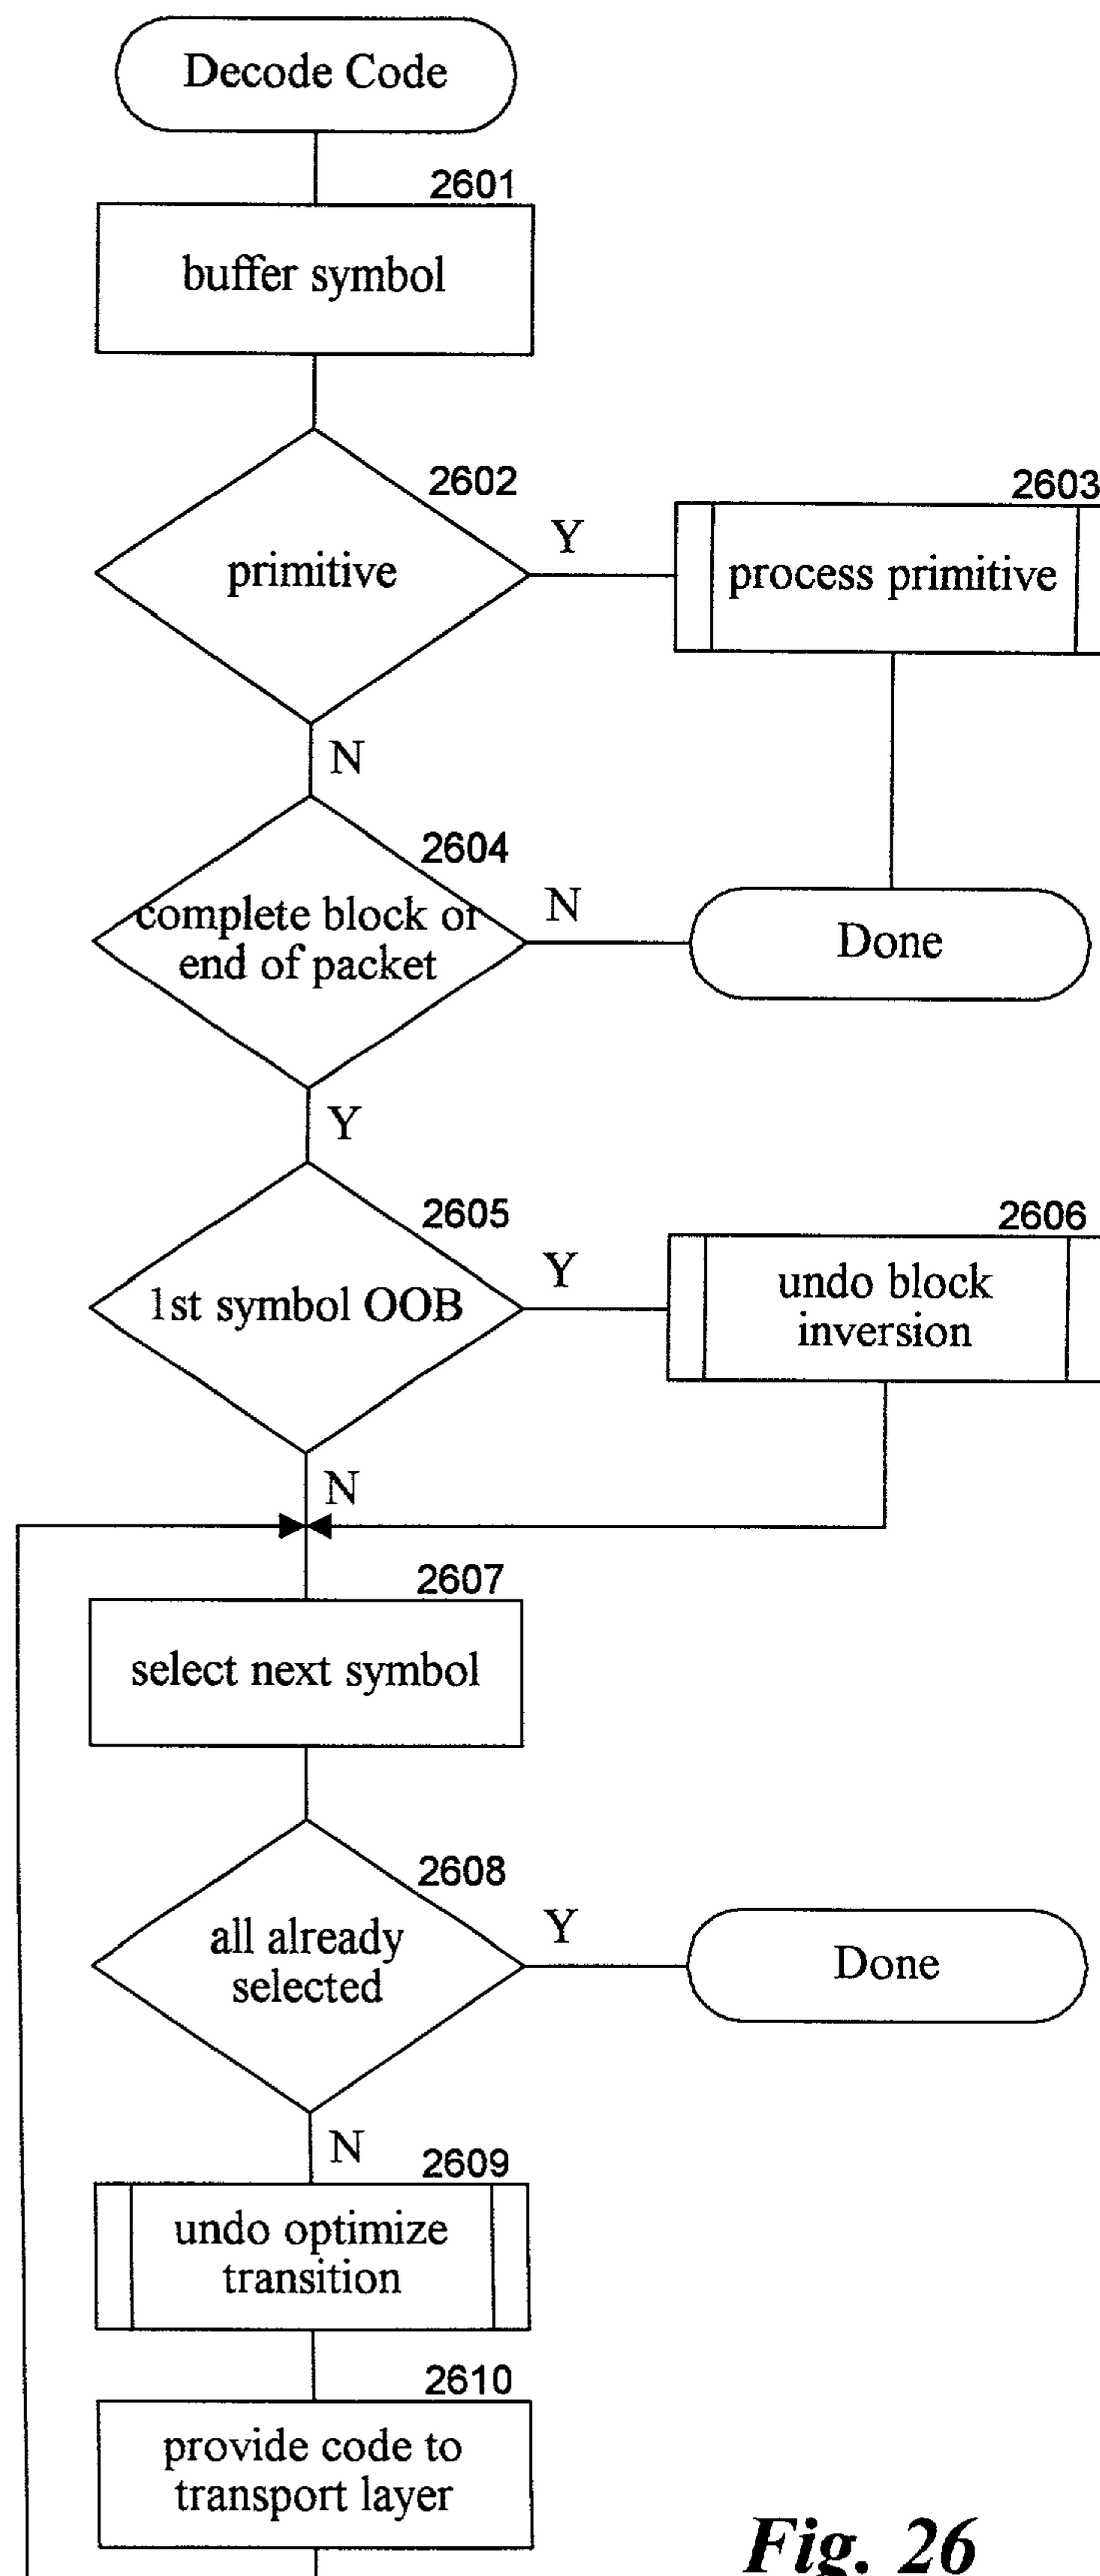 Decode Code
2601
buffer symbol
2602
primitive
Y
2603
process primitive
N
2604
complete block or
end of packet
N
Done
Y
2605
1st symbol OOB
Y
2606
undo block
inversion
N
2607
select next symbol
2608
all already
selected
Y
Done
N
2609
undo optimize
transition
2610
provide code to
transport layer
Fig. 26